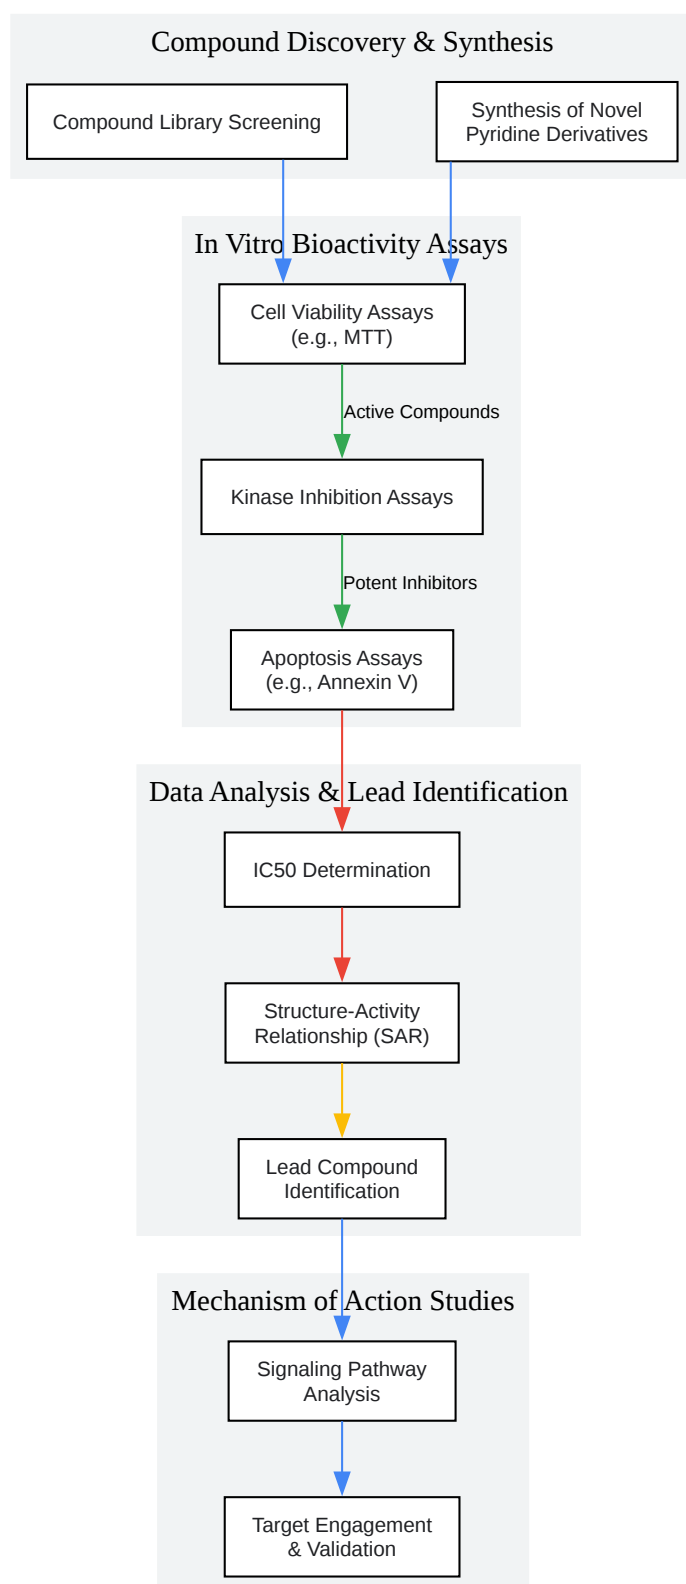 Compound Discovery & Synthesis
Compound Library Screening
Synthesis of Novel
Pyridine Derivatives
In Vitro Bioactivity Assays
Cell Viability Assays
(e.g., MTT)
Active Compounds
Kinase Inhibition Assays
Potent Inhibitors
Apoptosis Assays
(e.g., Annexin V)
Data Analysis & Lead Identification
IC50 Determination
Structure-Activity
Relationship (SAR)
Lead Compound
Identification
Mechanism of Action Studies
Signaling Pathway
Analysis
Target Engagement
& Validation